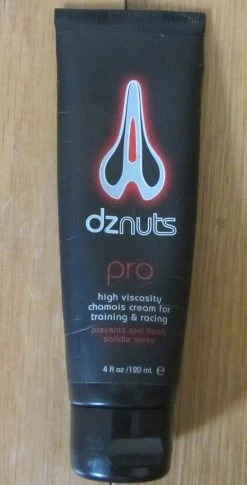 dznuts
pro
high viscosity
chamois cream for
training & racing
prevents and heals
saddle sores
4 fl oz /120 mL ℮